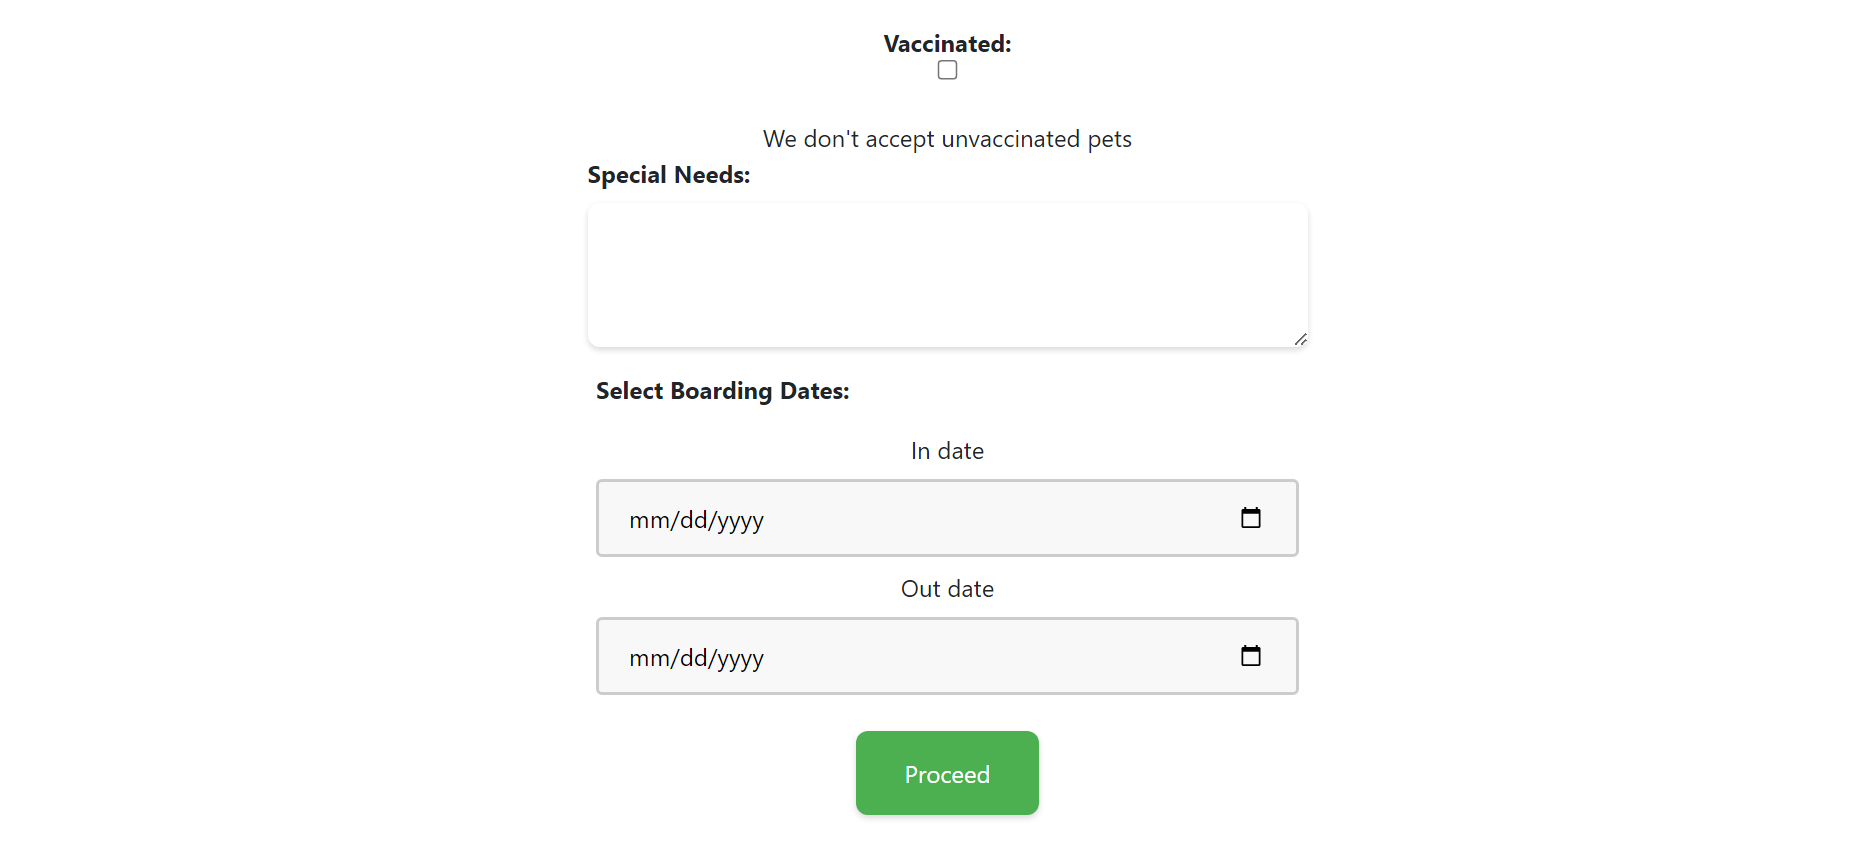 Vaccinated:
We don't accept unvaccinated pets
Special Needs:
Select Boarding Dates:
In date
mm/dd/yyyy
Out date
mm/dd/yyyy
Proceed